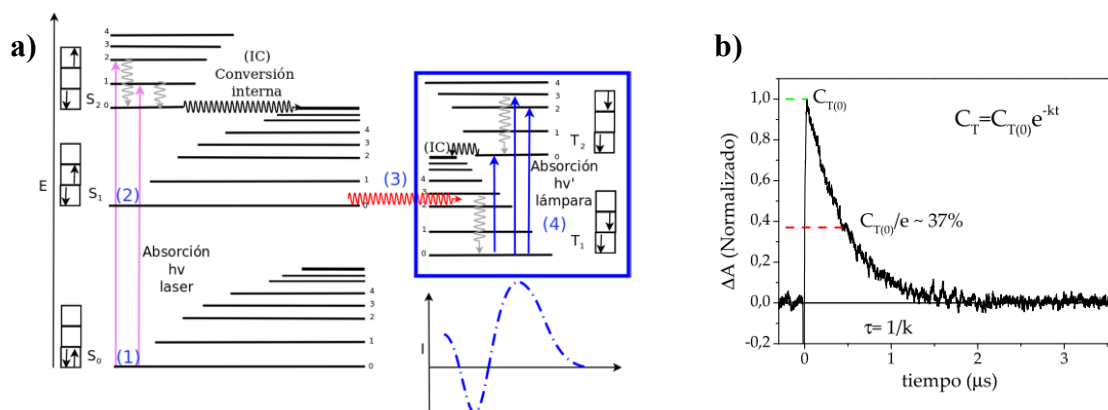 a)
E
4
3
2
1
0
S2
(IC)
Conversión
interna
4
3
2
1
0
S1
(2)
(3)
Absorción
hν
laser
4
3
2
1
0
S0
(1)
4
3
2
1
0
T2
(IC)
Absorción
hν'
lámpara
(4)
4
3
2
1
0
T1
I
b)
ΔA (Normalizado)
1,0
0,8
0,6
0,4
0,2
0,0
-0,2
CT(0)
CT=CT(0)e-kt
CT(0)/e ~ 37%
τ= 1/k
0
1
2
3
tiempo (μs)